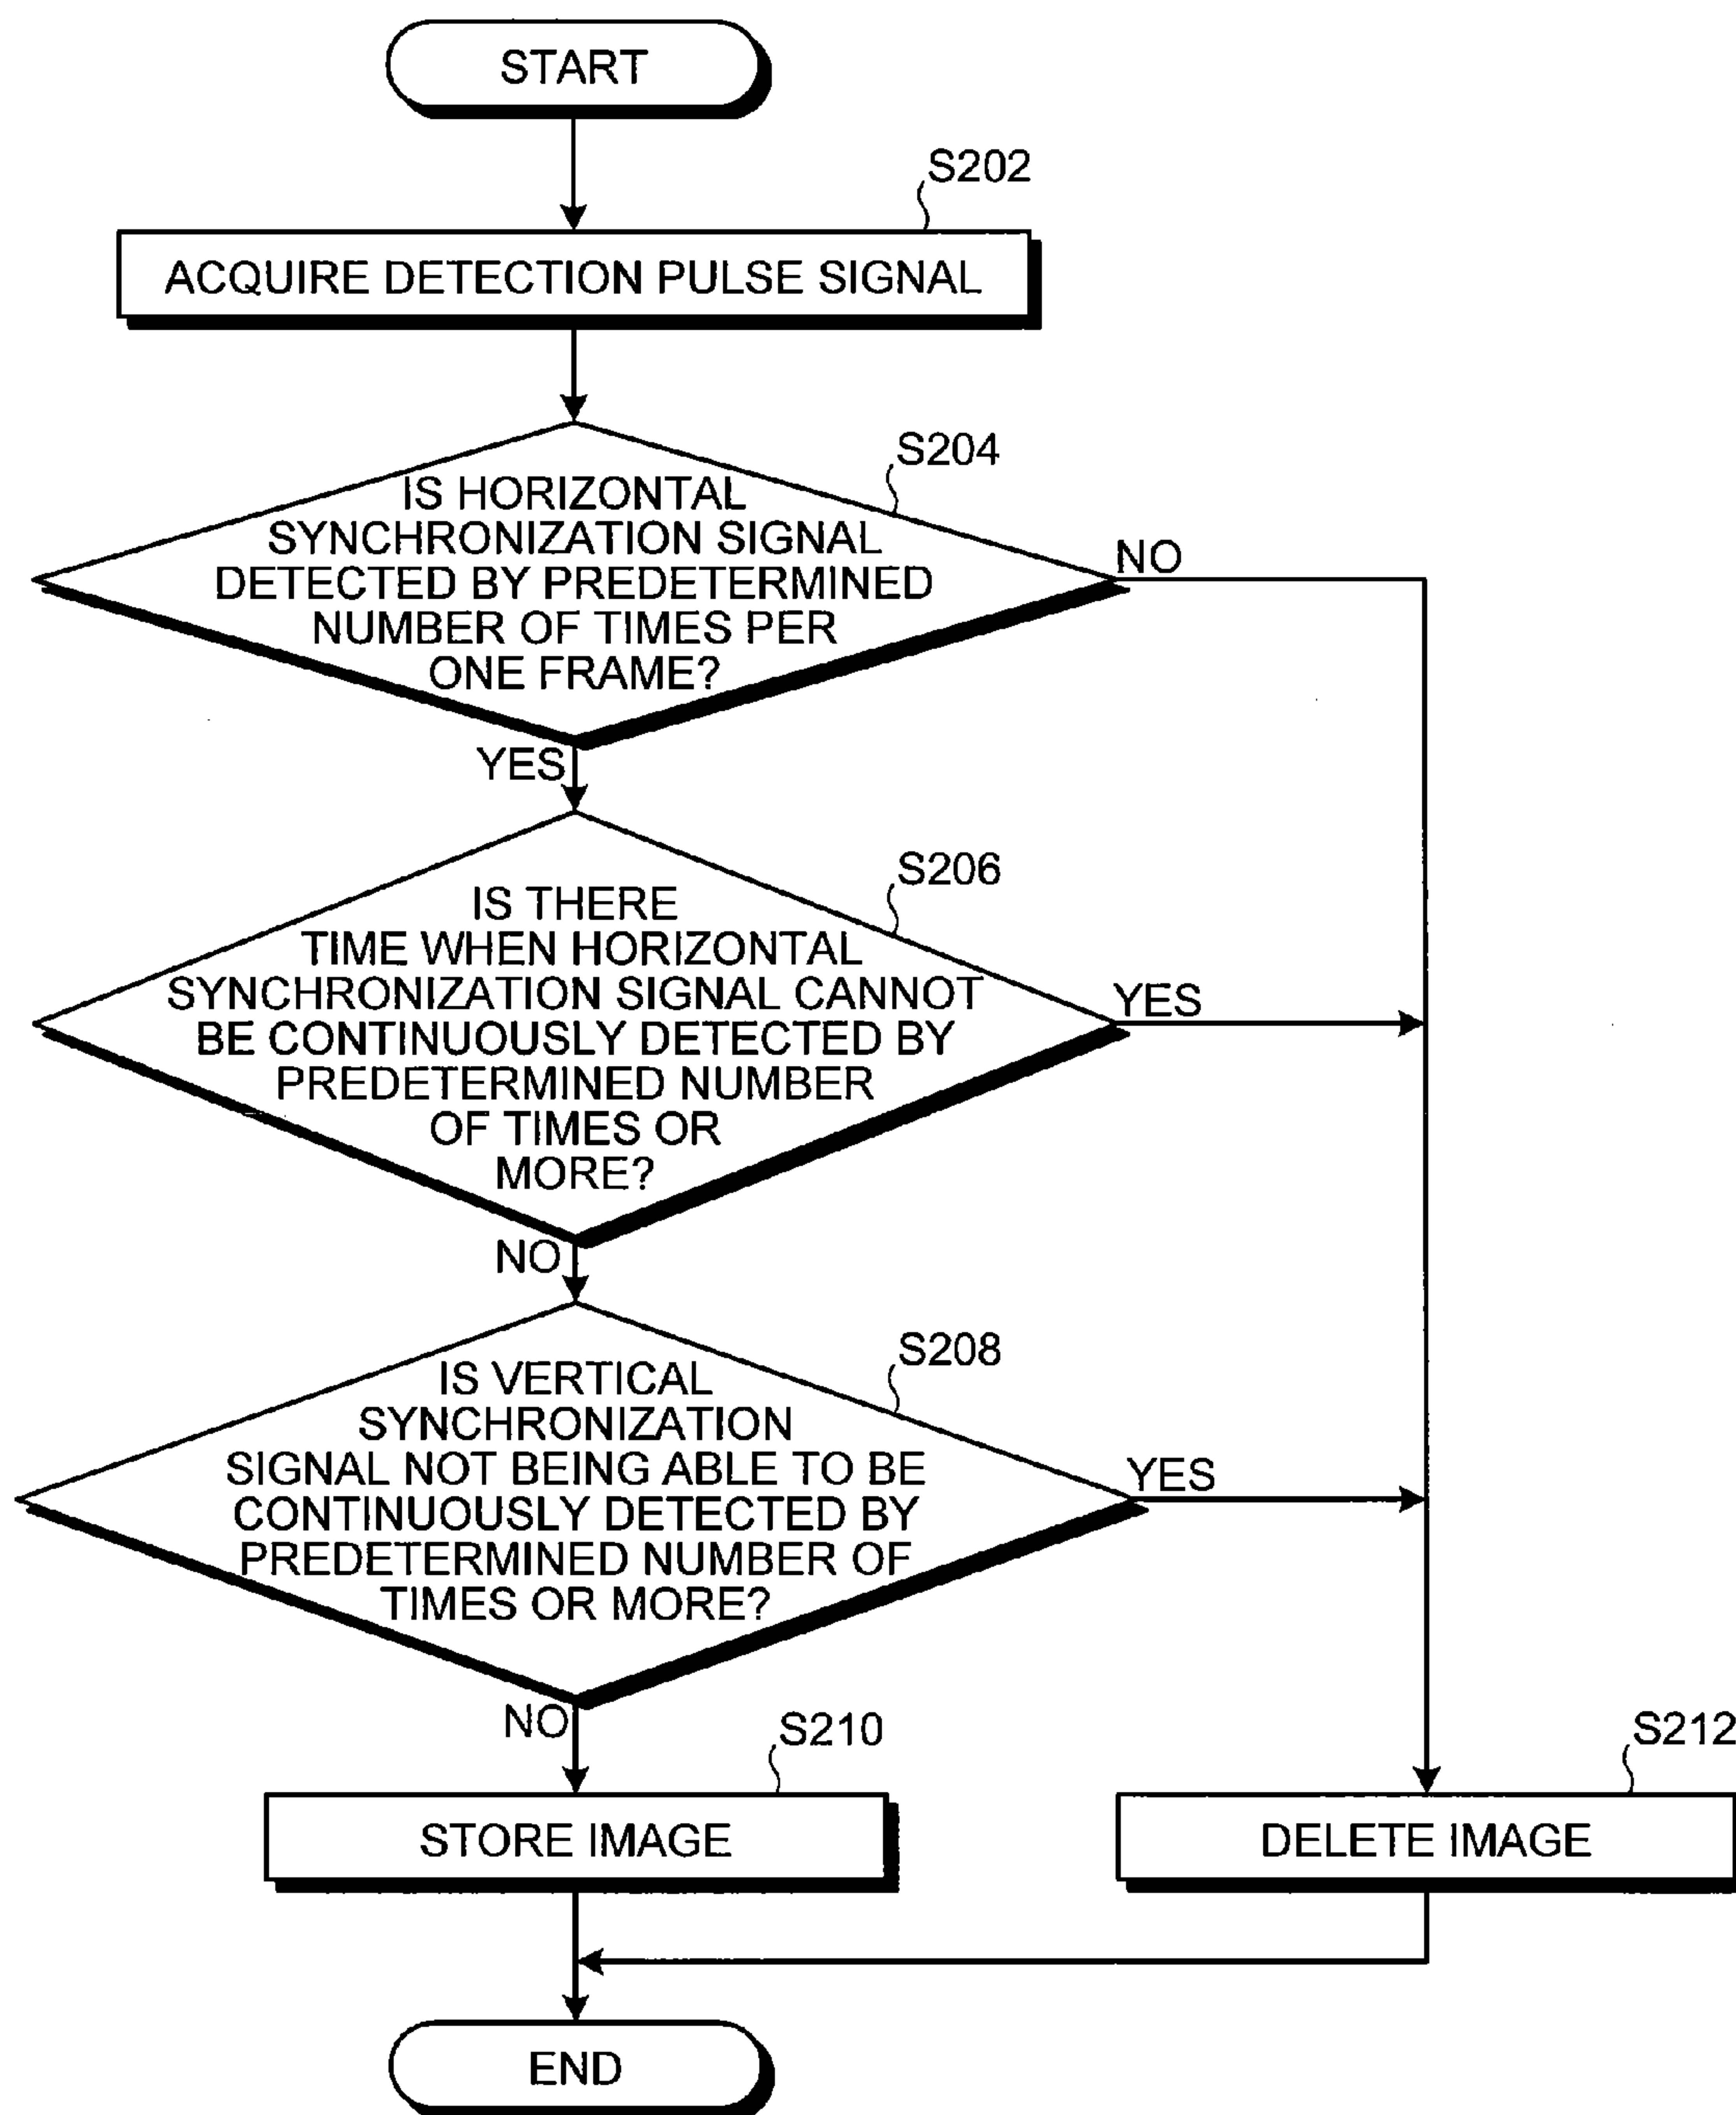 START
S202
ACQUIRE DETECTION PULSE SIGNAL
S204
IS HORIZONTAL
SYNCHRONIZATION SIGNAL
DETECTED BY PREDETERMINED
NUMBER OF TIMES PER
ONE FRAME?
NO
YES
S206
IS THERE
TIME WHEN HORIZONTAL
SYNCHRONIZATION SIGNAL CANNOT
BE CONTINUOUSLY DETECTED BY
PREDETERMINED NUMBER
OF TIMES OR
MORE?
YES
NO
S208
IS VERTICAL
SYNCHRONIZATION
SIGNAL NOT BEING ABLE TO BE
CONTINUOUSLY DETECTED BY
PREDETERMINED NUMBER OF
TIMES OR MORE?
YES
NO
S210
STORE IMAGE
S212
DELETE IMAGE
END